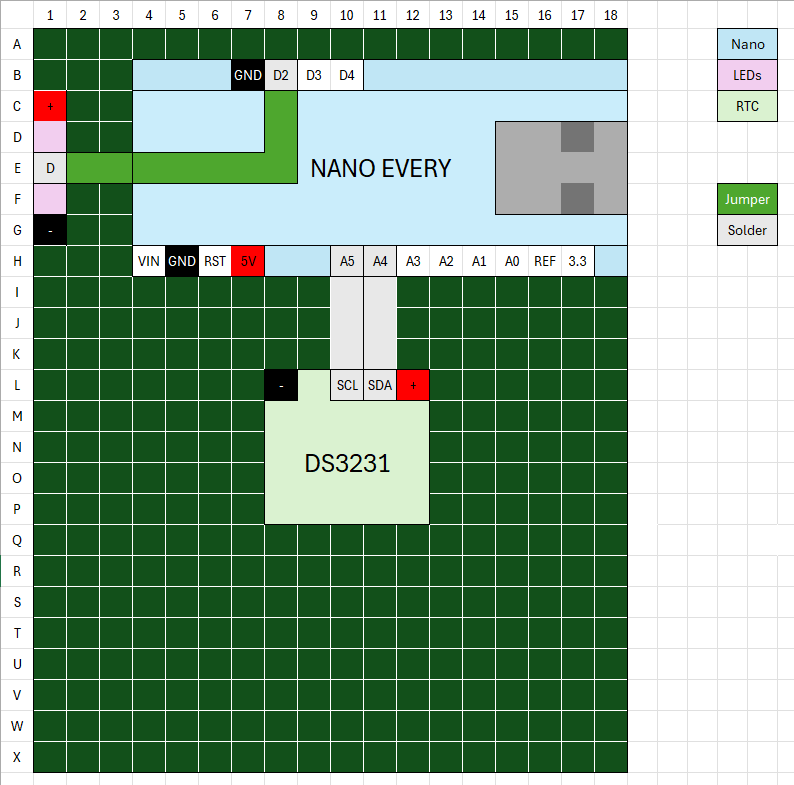 1 2 3 4 5 6 7 8 9 10 11 12 13 14 15 16 17 18
A Nano
B GND D2 D3 D4 LEDs
C + RTC
D
E D NANO EVERY
F Jumper
G - Solder
H VIN GND RST 5V A5 A4 A3 A2 A1 A0 REF 3.3
I
J
K
L - SCL SDA +
M
N
O DS3231
P
Q
R
S
T
U
V
W
X